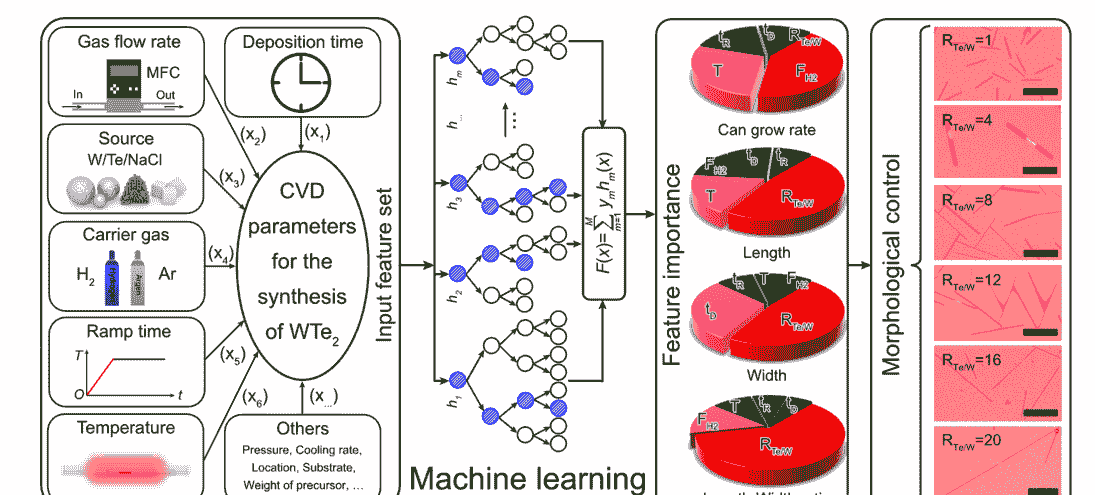 Gas flow rate
MFC
In
Out
Deposition time
(x2)
(x1)
Source
W/Te/NaCl
(x3)
Carrier gas
H2
Ar
(x4)
Ramp time
T
O
t
(x5)
Temperature
(x6)
CVD
parameters
for the
synthesis
of WTe2
(x...)
Others
Pressure, Cooling rate,
Location, Substrate,
Weight of precursor, ...
Input feature set
hm
h...
...
h3
h2
h1
F(x)=∑ymhm(x)
M
m=1
Machine learning
Feature importance
tR
tD
RTe/W
T
FH2
Can grow rate
FH2
tD
tR
T
RTe/W
Length
tR
T
FH2
tD
RTe/W
Width
T
tR
tD
FH2
RTe/W
Morphological control
RTe/W=1
RTe/W=4
RTe/W=8
RTe/W=12
RTe/W=16
RTe/W=20